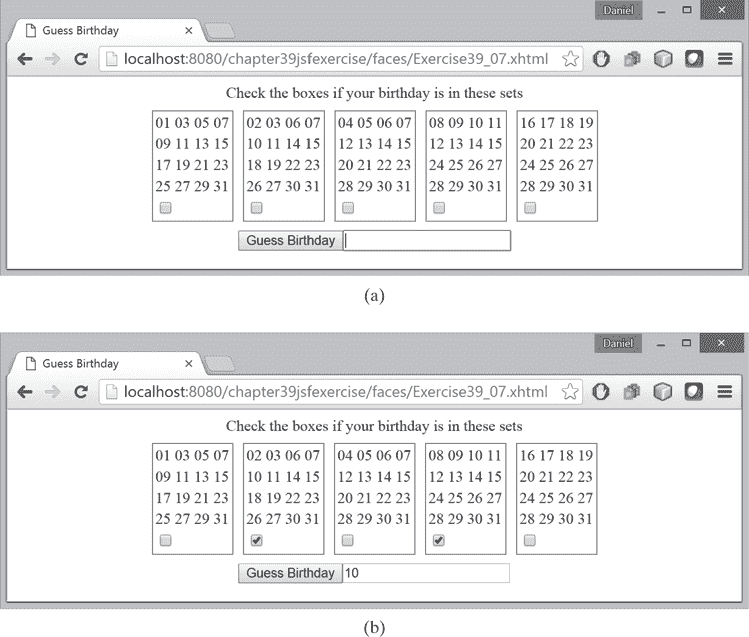 Daniel
Guess Birthday
localhost:8080/chapter39jsfexercise/faces/Exercise39_07.xhtml
Check the boxes if your birthday is in these sets
01 03 05 07 02 03 06 07 04 05 06 07 08 09 10 11 16 17 18 19
09 11 13 15 10 11 14 15 12 13 14 15 12 13 14 15 20 21 22 23
17 19 21 23 18 19 22 23 20 21 22 23 24 25 26 27 24 25 26 27
25 27 29 31 26 27 30 31 28 29 30 31 28 29 30 31 28 29 30 31
Guess Birthday
(a)
Daniel
Guess Birthday
localhost:8080/chapter39jsfexercise/faces/Exercise39_07.xhtml
Check the boxes if your birthday is in these sets
01 03 05 07 02 03 06 07 04 05 06 07 08 09 10 11 16 17 18 19
09 11 13 15 10 11 14 15 12 13 14 15 12 13 14 15 20 21 22 23
17 19 21 23 18 19 22 23 20 21 22 23 24 25 26 27 24 25 26 27
25 27 29 31 26 27 30 31 28 29 30 31 28 29 30 31 28 29 30 31
Guess Birthday 10
(b)